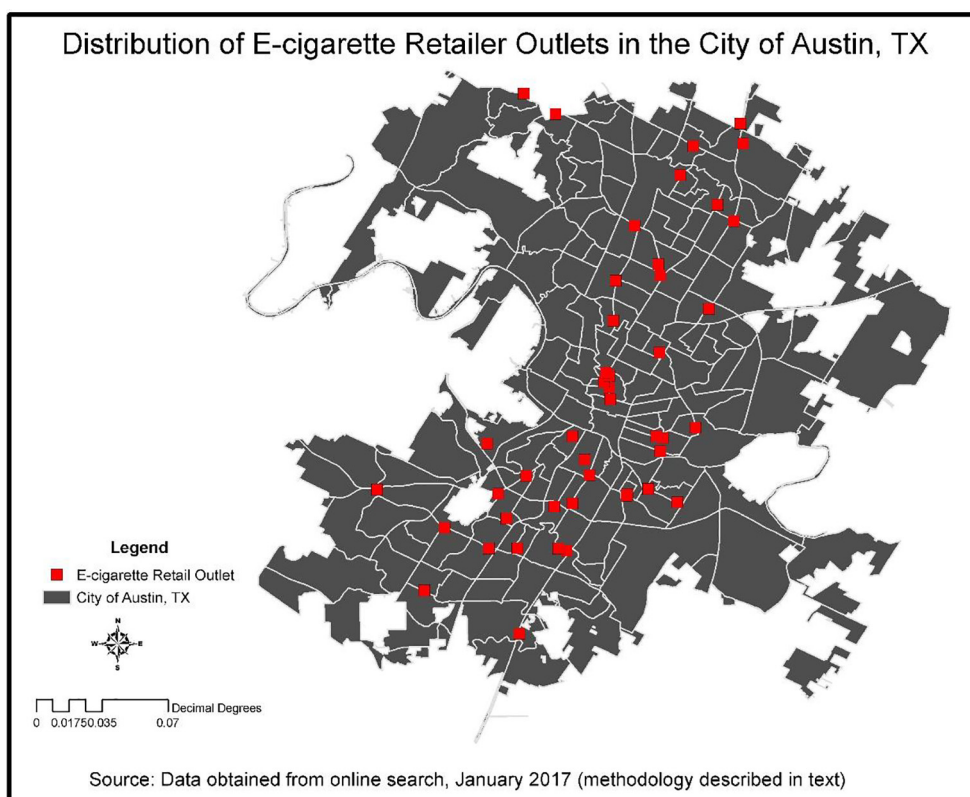 Distribution of E-cigarette Retailer Outlets in the City of Austin, TX
Legend
E-cigarette Retail Outlet
City of Austin, TX
N
W E
S
Decimal Degrees
0 0.01750.035 0.07
Source: Data obtained from online search, January 2017 (methodology described in text)